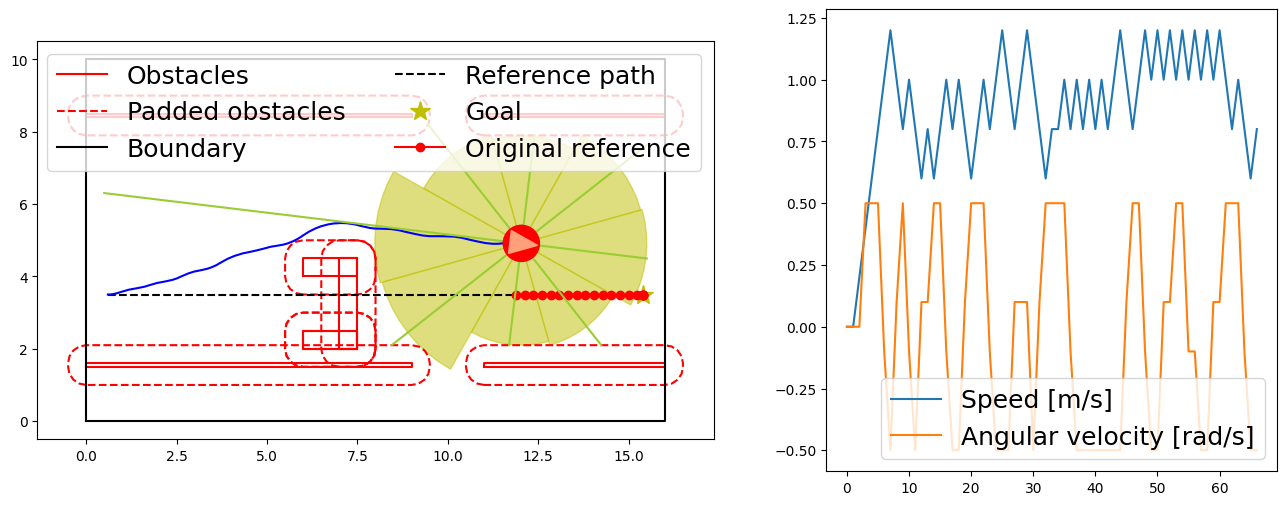 10
8
6
4
2
0
0.0 2.5 5.0 7.5 10.0 12.5 15.0
Obstacles
Padded obstacles
Boundary
Reference path
Goal
Original reference
1.25
1.00
0.75
0.50
0.25
0.00
−0.25
−0.50
0 10 20 30 40 50 60
Speed [m/s]
Angular velocity [rad/s]